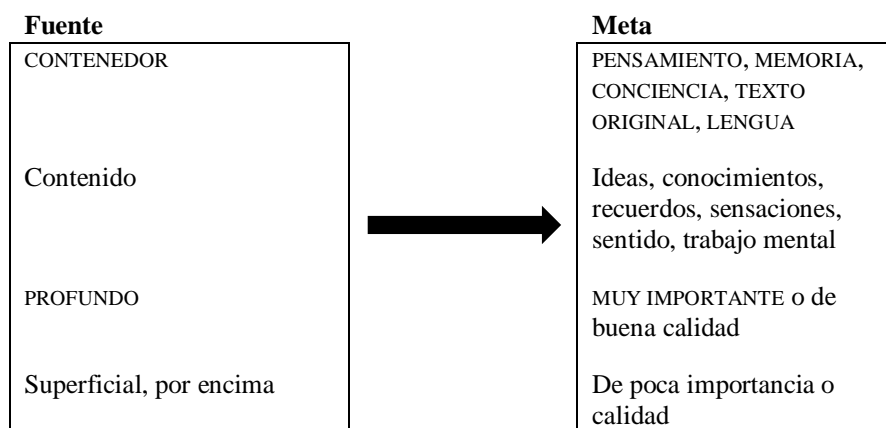 Fuente
CONTENEDOR
Contenido
PROFUNDO
Superficial, por encima
Meta
PENSAMIENTO, MEMORIA,
CONCIENCIA, TEXTO
ORIGINAL, LENGUA
Ideas, conocimientos,
recuerdos, sensaciones,
sentido, trabajo mental
MUY IMPORTANTE o de
buena calidad
De poca importancia o
calidad